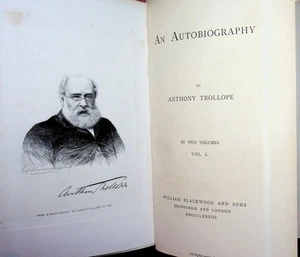 Anthony Trollope
AN AUTOBIOGRAPHY
BY
ANTHONY TROLLOPE
IN TWO VOLUMES
VOL. I.
WILLIAM BLACKWOOD AND SONS
EDINBURGH AND LONDON
MDCCCLXXXIII